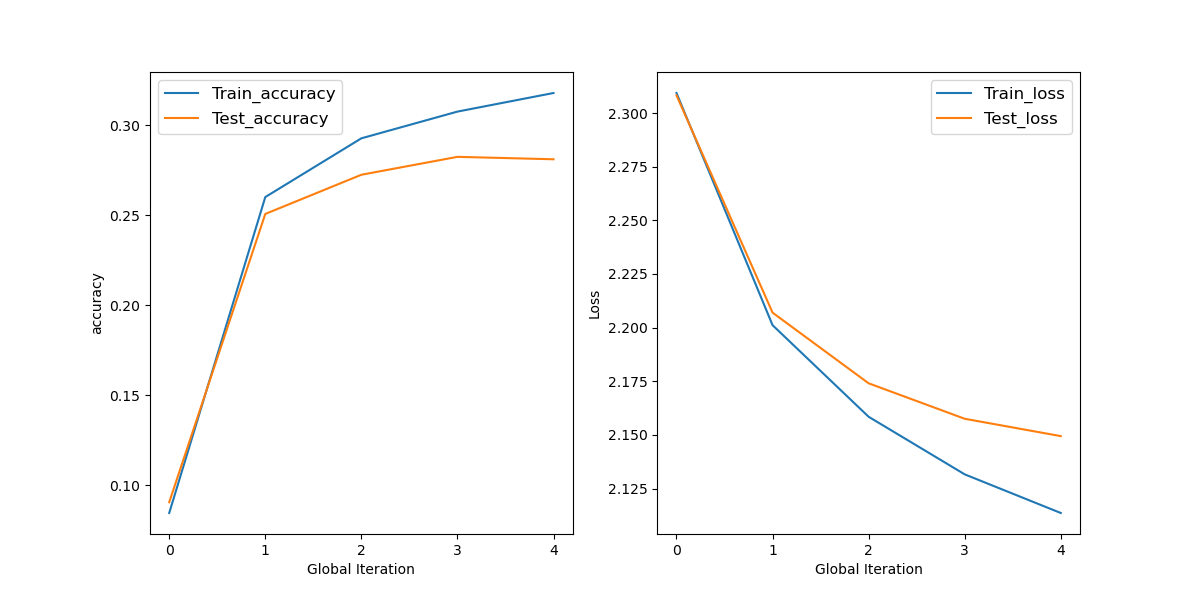 Train_accuracy
Test_accuracy
0.30
0.25
0.20
0.15
0.10
accuracy
0
1
2
3
4
Global Iteration
Train_loss
Test_loss
2.300
2.275
2.250
2.225
2.200
2.175
2.150
2.125
Loss
0
1
2
3
4
Global Iteration